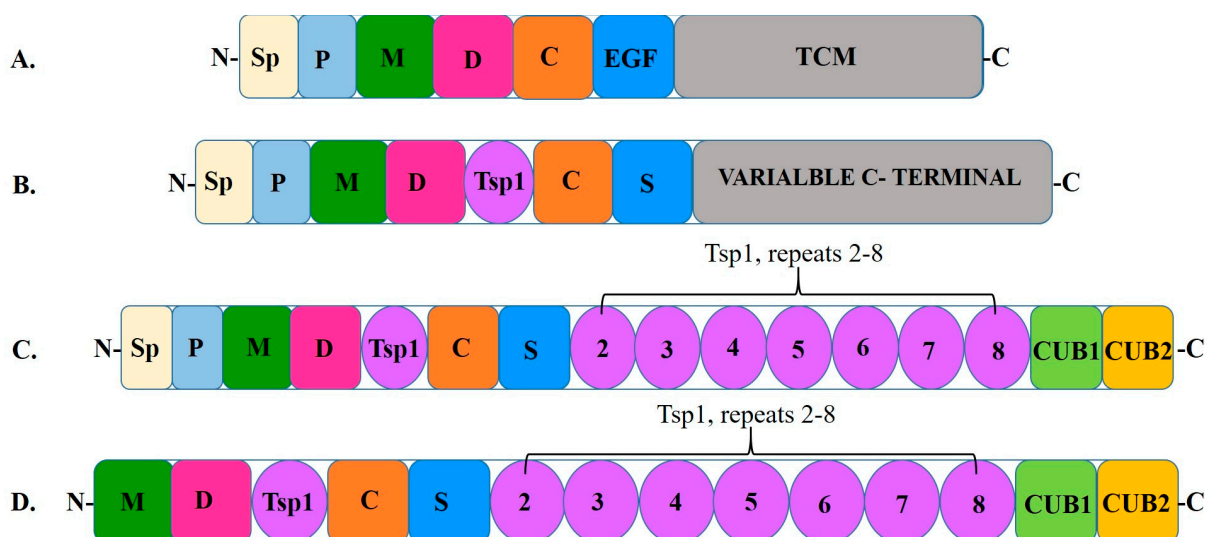 A. N- Sp P M D C EGF TCM -C
B. N- Sp P M D Tsp1 C S VARIALBLE C- TERMINAL -C
Tsp1, repeats 2-8
C. N- Sp P M D Tsp1 C S 2 3 4 5 6 7 8 CUB1 CUB2 -C
Tsp1, repeats 2-8
D. N- M D Tsp1 C S 2 3 4 5 6 7 8 CUB1 CUB2 -C